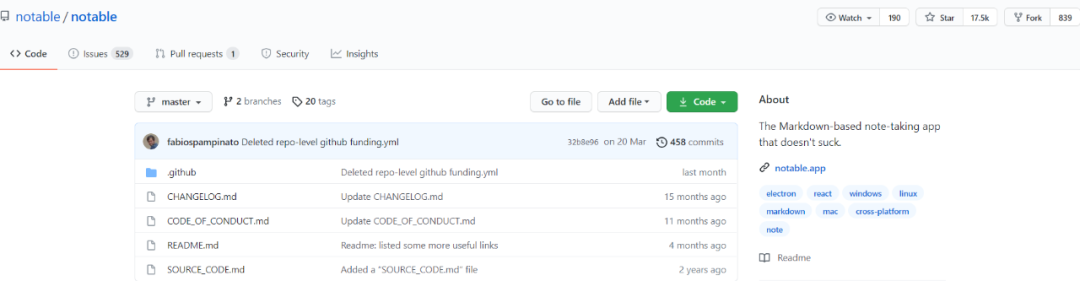 notable / notable
Watch 190 Star 17.5k Fork 839
Code Issues 529 Pull requests 1 Security Insights
master 2 branches 20 tags Go to file Add file Code
fabiospampinato Deleted repo-level github funding.yml 32b8e96 on 20 Mar 458 commits
.github Deleted repo-level github funding.yml last month
CHANGELOG.md Update CHANGELOG.md 15 months ago
CODE_OF_CONDUCT.md Update CODE_OF_CONDUCT.md 11 months ago
README.md Readme: listed some more useful links 4 months ago
SOURCE_CODE.md Added a "SOURCE_CODE.md" file 2 years ago
About
The Markdown-based note-taking app
that doesn't suck.
notable.app
electron react windows linux
markdown mac cross-platform
note
Readme